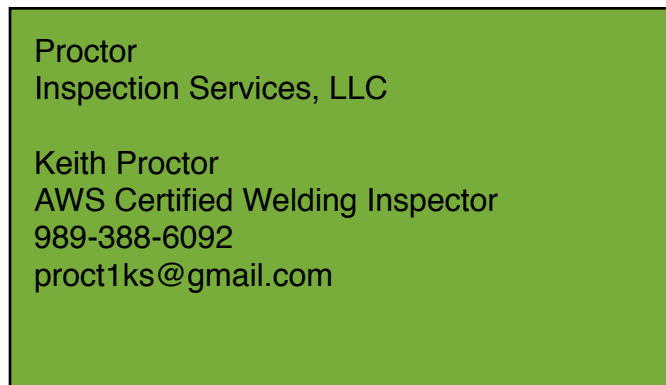 Proctor
Inspection Services, LLC
Keith Proctor
AWS Certified Welding Inspector
989-388-6092
proct1ks@gmail.com